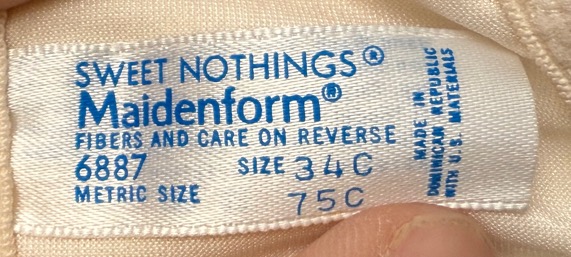 SWEET NOTHINGS®
Maidenform®
FIBERS AND CARE ON REVERSE
6887 SIZE 34C
METRIC SIZE 75C
MADE IN
DOMINICAN REPUBLIC
WITH U.S. MATERIALS